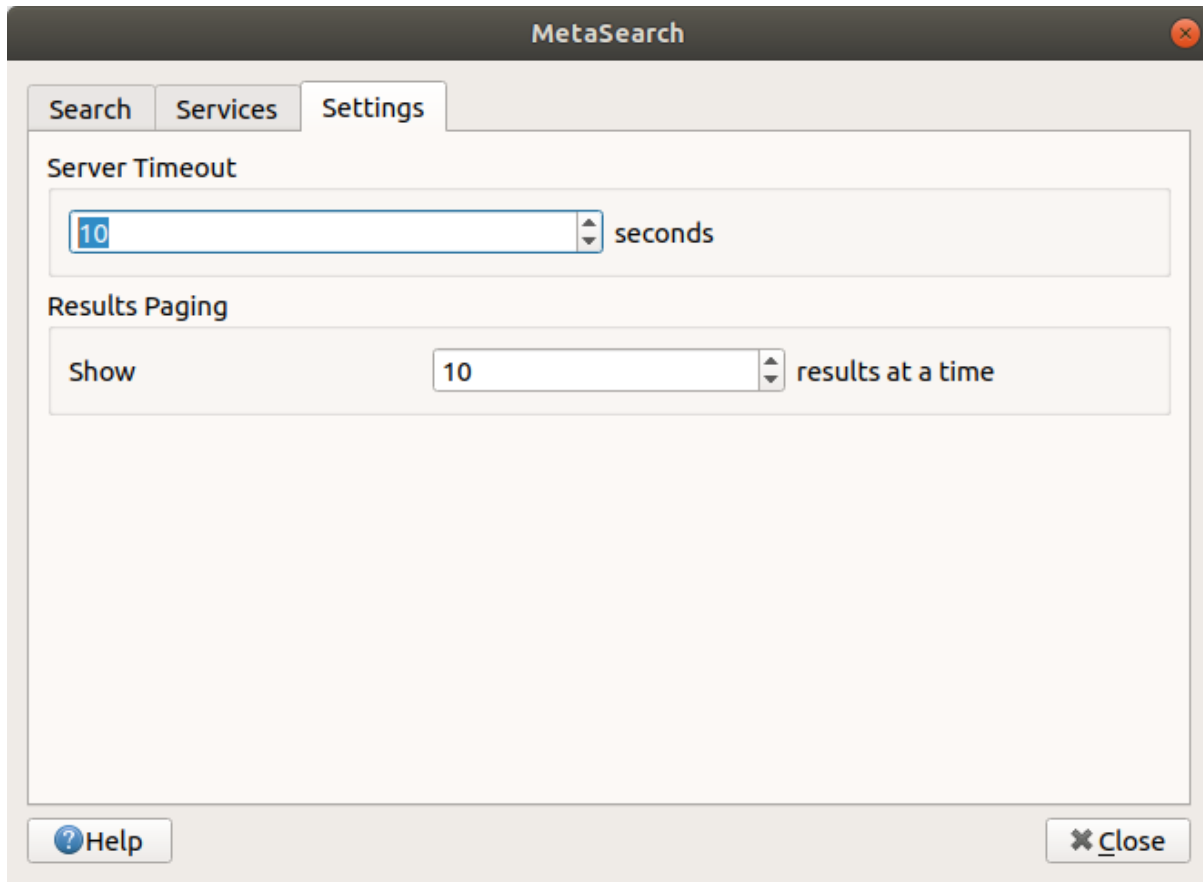 MetaSearch
Search Services Settings
Server Timeout
10 seconds
Results Paging
Show 10 results at a time
Help Close